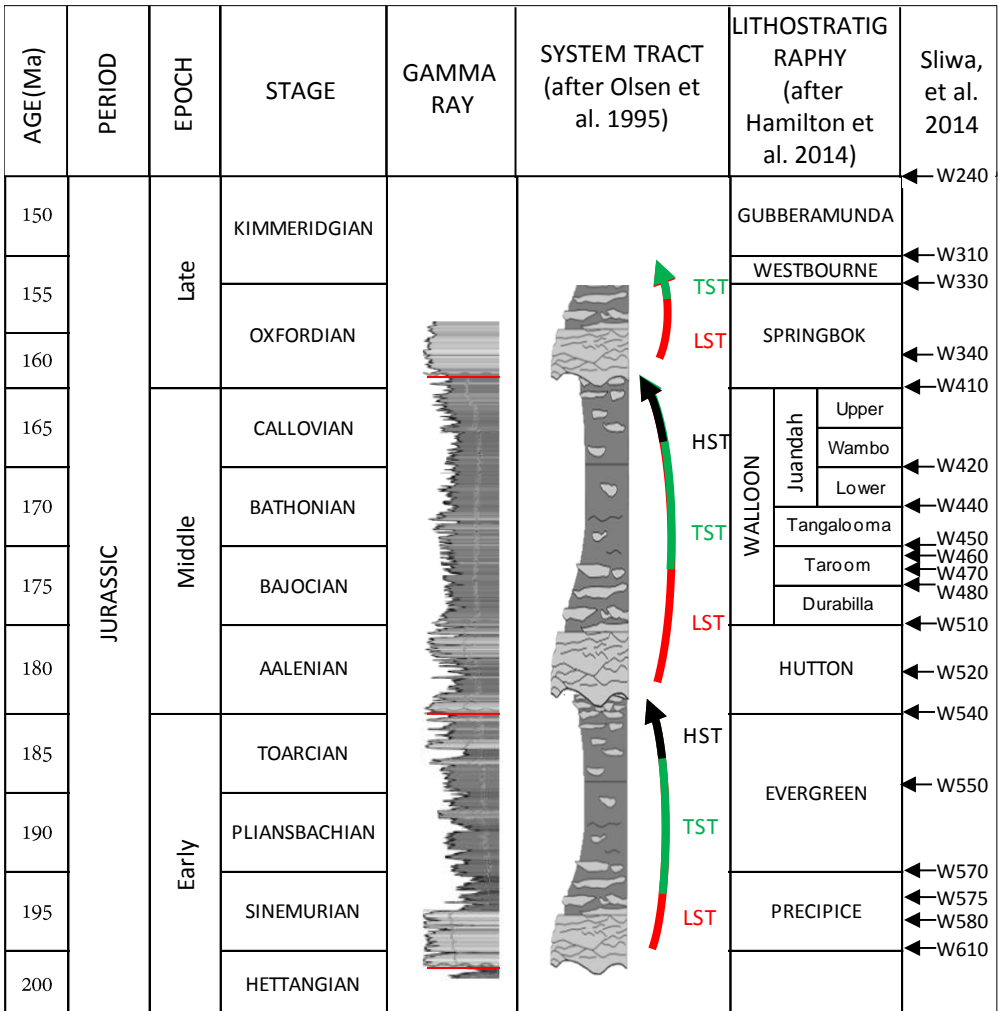 AGE(Ma)
PERIOD
EPOCH
STAGE
GAMMA
RAY
SYSTEM TRACT
(after Olsen et
al. 1995)
LITHOSTRATIG
RAPHY
(after
Hamilton et
al. 2014)
Sliwa,
et al.
2014
150
155
160
165
170
175
180
185
190
195
200
JURASSIC
Late
Middle
Early
KIMMERIDGIAN
OXFORDIAN
CALLOVIAN
BATHONIAN
BAJOCIAN
AALENIAN
TOARCIAN
PLIANSBACHIAN
SINEMURIAN
HETTANGIAN
TST
LST
HST
TST
LST
HST
TST
LST
GUBBERAMUNDA
WESTBOURNE
SPRINGBOK
WALLOON
Juandah
Upper
Wambo
Lower
Tangalooma
Taroom
Durabilla
HUTTON
EVERGREEN
PRECIPICE
W240
W310
W330
W340
W410
W420
W440
W450
W460
W470
W480
W510
W520
W540
W550
W570
W575
W580
W610